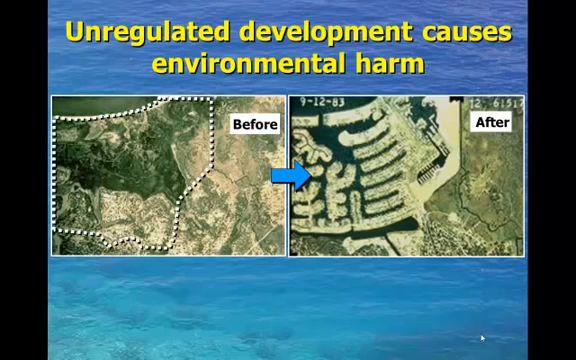 Unregulated development causes
environmental harm
Before
9-12-83
After